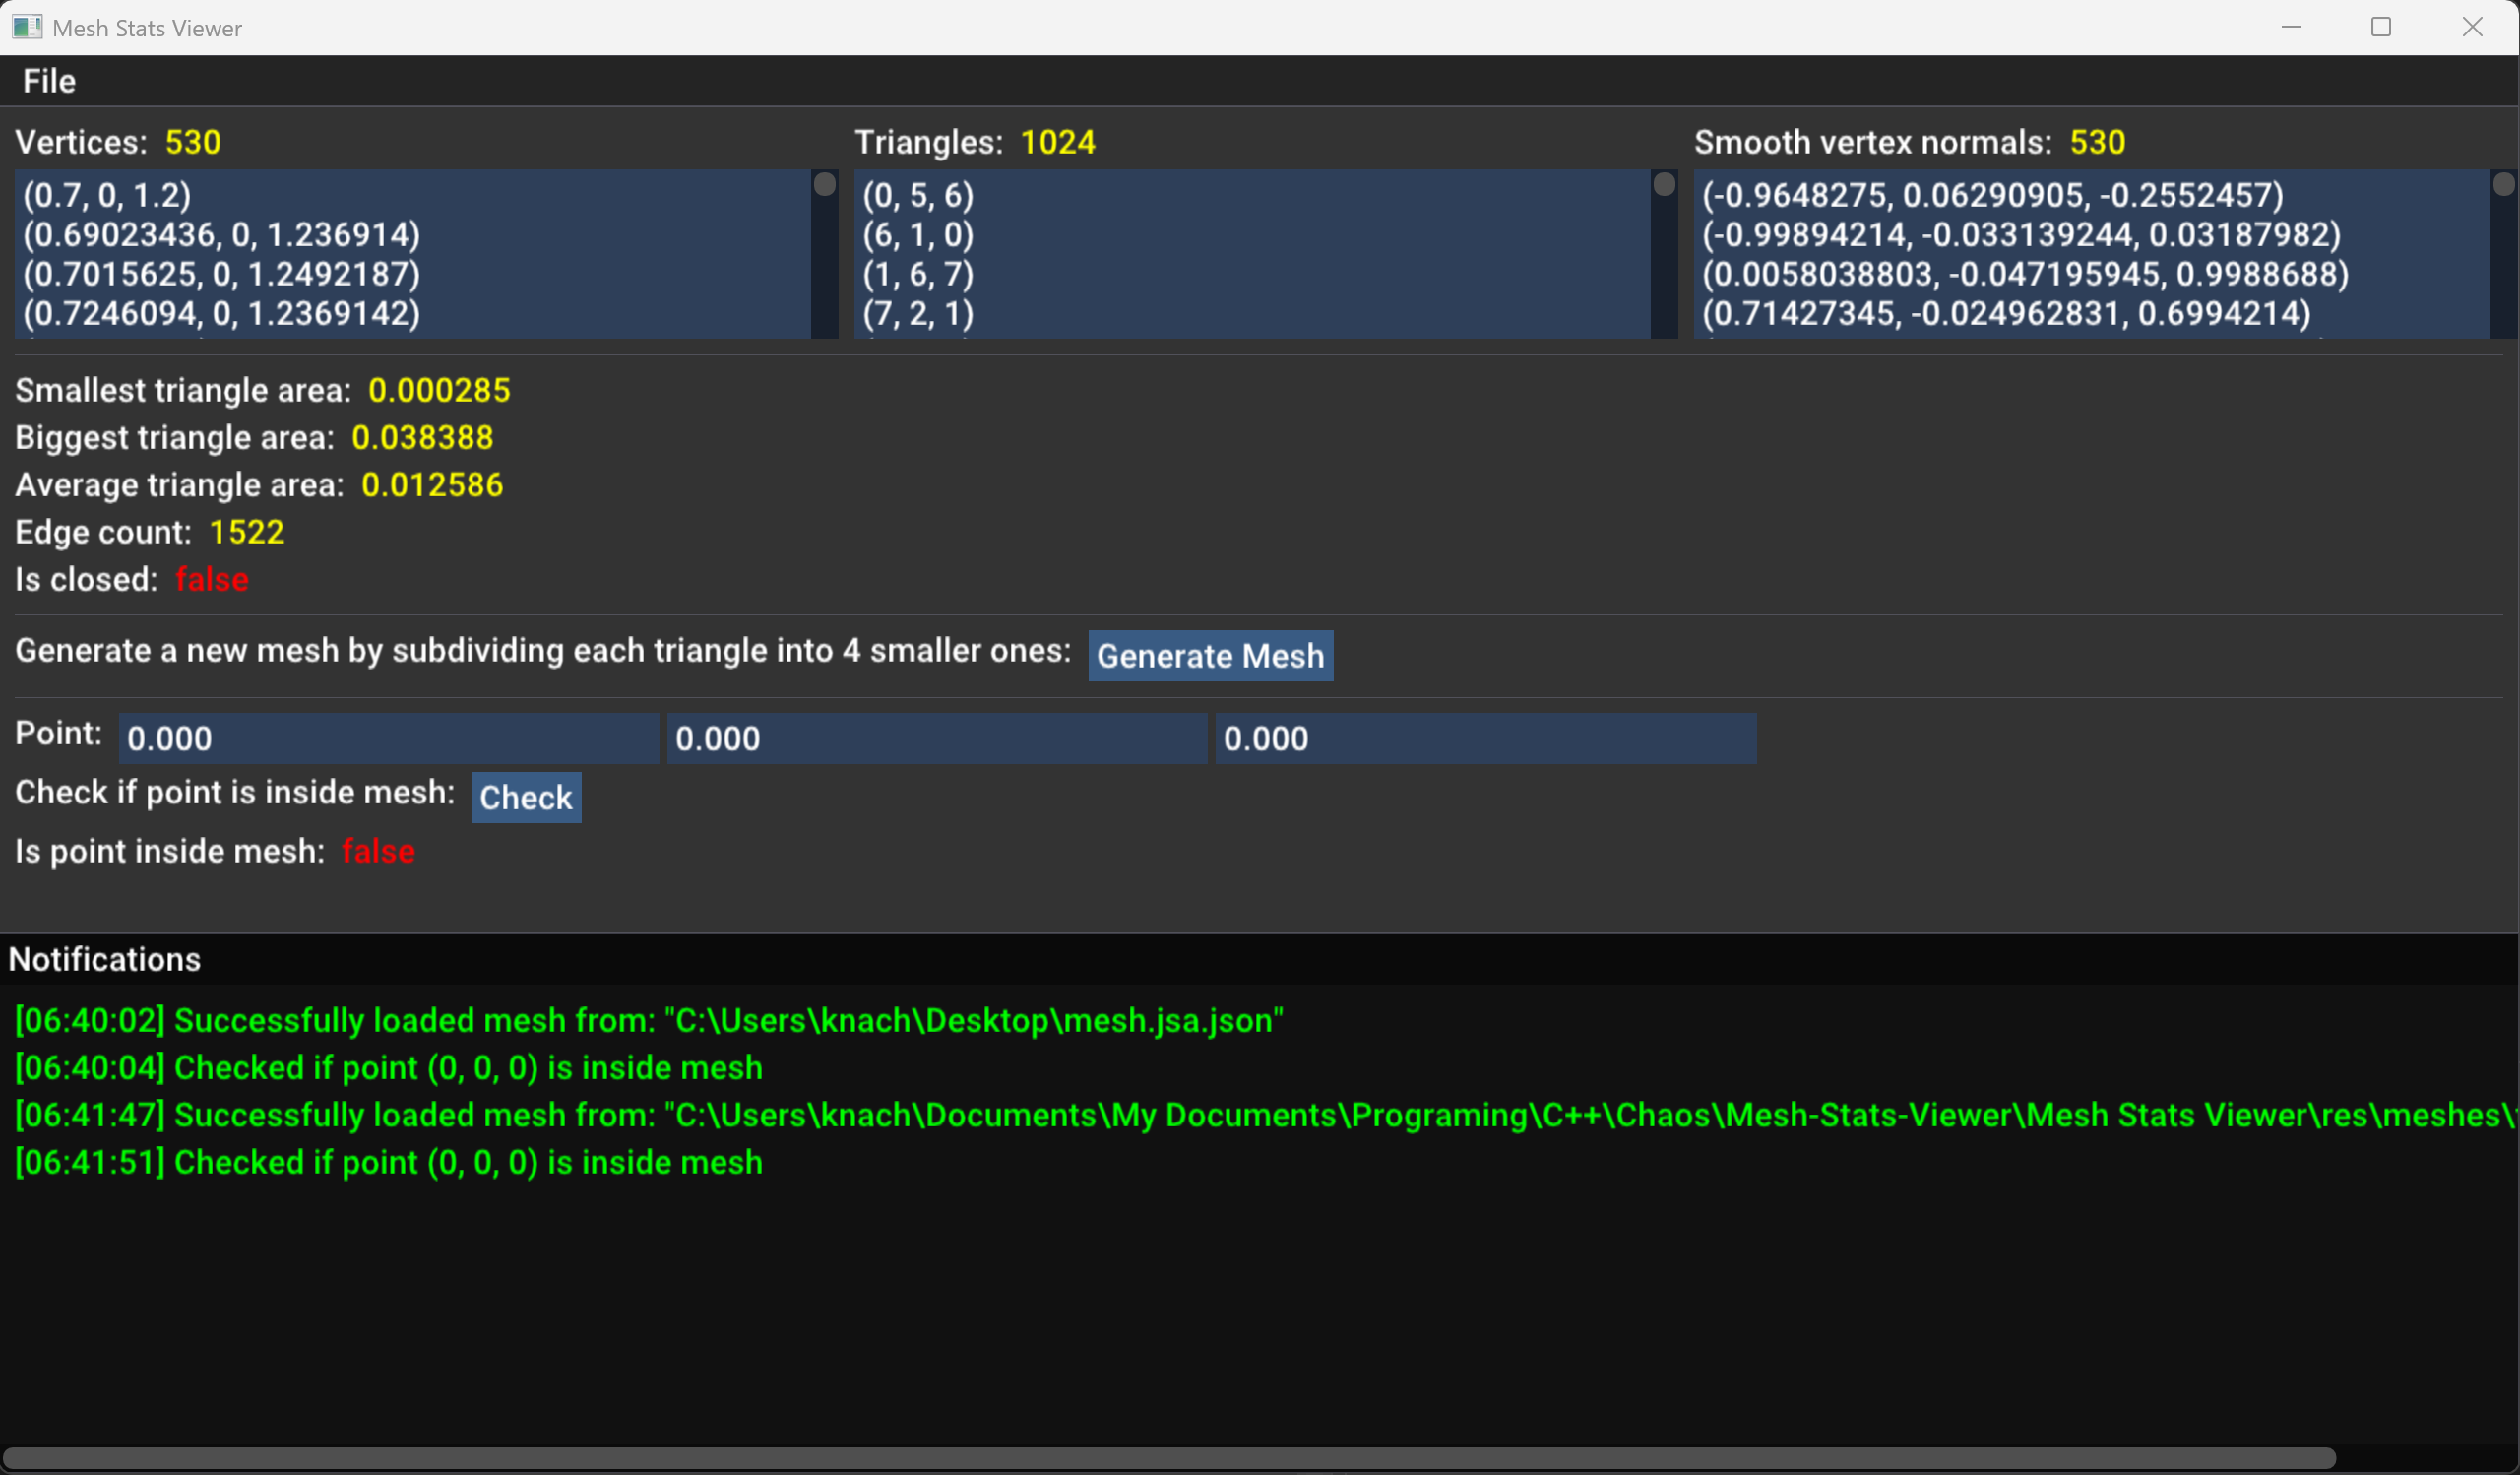 Mesh Stats Viewer
File
Vertices: 530
(0.7, 0, 1.2)
(0.69023436, 0, 1.236914)
(0.7015625, 0, 1.2492187)
(0.7246094, 0, 1.2369142)
Triangles: 1024
(0, 5, 6)
(6, 1, 0)
(1, 6, 7)
(7, 2, 1)
Smooth vertex normals: 530
(-0.9648275, 0.06290905, -0.2552457)
(-0.99894214, -0.033139244, 0.03187982)
(0.0058038803, -0.047195945, 0.9988688)
(0.71427345, -0.024962831, 0.6994214)
Smallest triangle area: 0.000285
Biggest triangle area: 0.038388
Average triangle area: 0.012586
Edge count: 1522
Is closed: false
Generate a new mesh by subdividing each triangle into 4 smaller ones: Generate Mesh
Point: 0.000 0.000 0.000
Check if point is inside mesh: Check
Is point inside mesh: false
Notifications
[06:40:02] Successfully loaded mesh from: "C:\Users\knach\Desktop\mesh.jsa.json"
[06:40:04] Checked if point (0, 0, 0) is inside mesh
[06:41:47] Successfully loaded mesh from: "C:\Users\knach\Documents\My Documents\Programing\C++\Chaos\Mesh-Stats-Viewer\Mesh Stats Viewer\res\meshes\
[06:41:51] Checked if point (0, 0, 0) is inside mesh